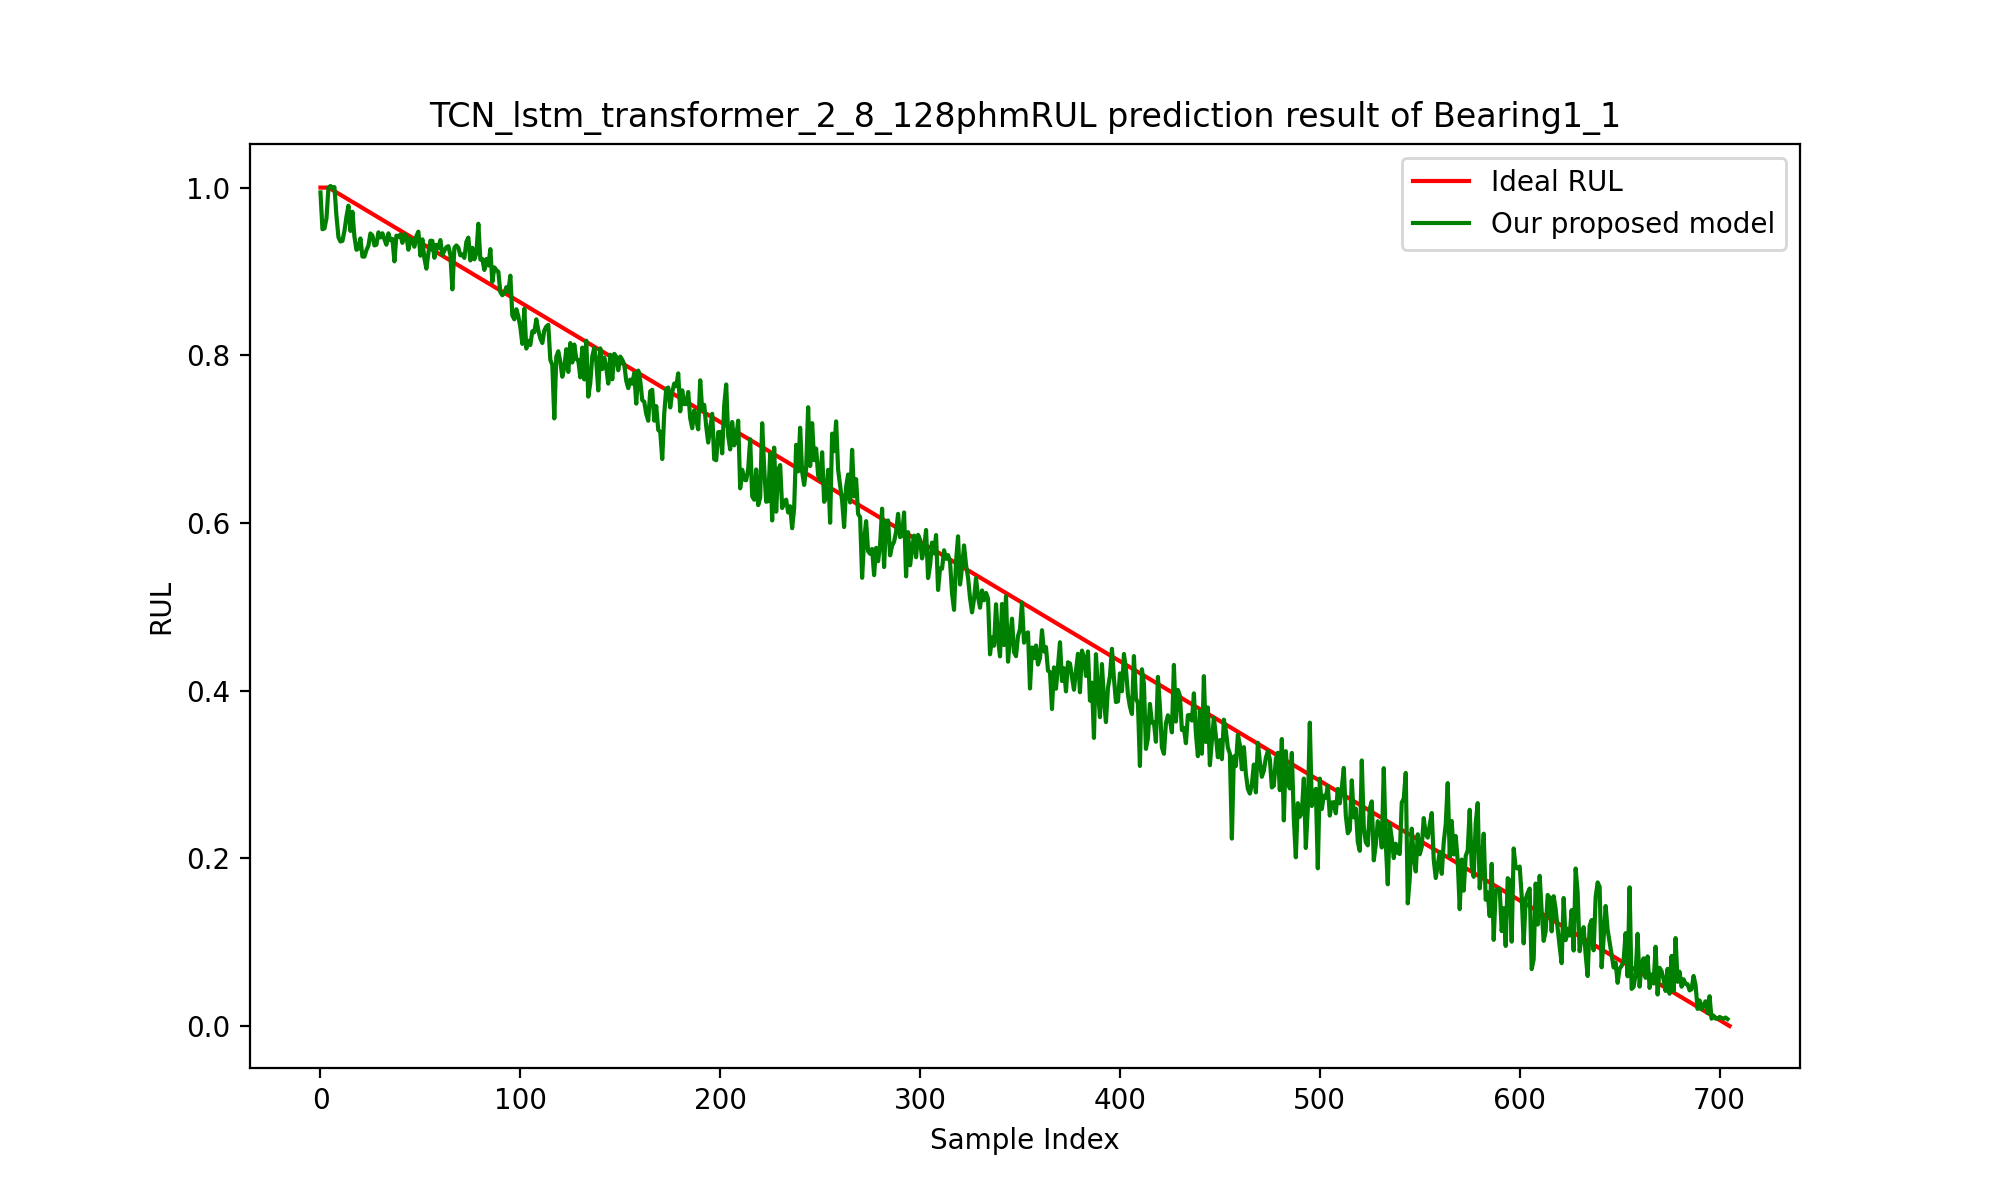 TCN_lstm_transformer_2_8_128phmRUL prediction result of Bearing1_1
Ideal RUL
Our proposed model
1.0
0.8
0.6
0.4
0.2
0.0
RUL
0 100 200 300 400 500 600 700
Sample Index